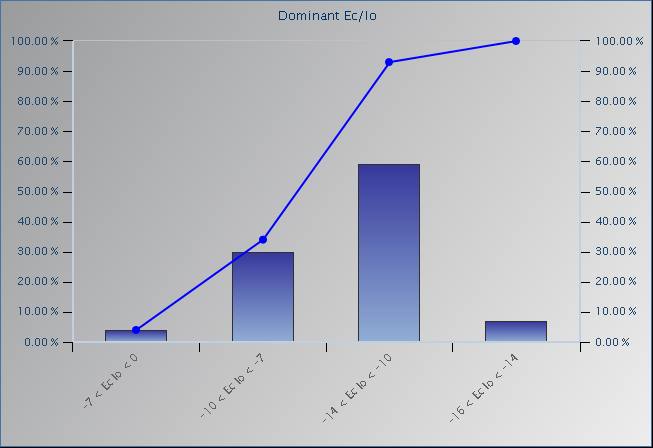 Dominant Ec/Io
100.00 % 100.00 %
90.00 % 90.00 %
80.00 % 80.00 %
70.00 % 70.00 %
60.00 % 60.00 %
50.00 % 50.00 %
40.00 % 40.00 %
30.00 % 30.00 %
20.00 % 20.00 %
10.00 % 10.00 %
0.00 % 0.00 %
-7 < Ec Io < 0
-10 < Ec Io < -7
-14 < Ec Io < -10
-16 < Ec Io < -14